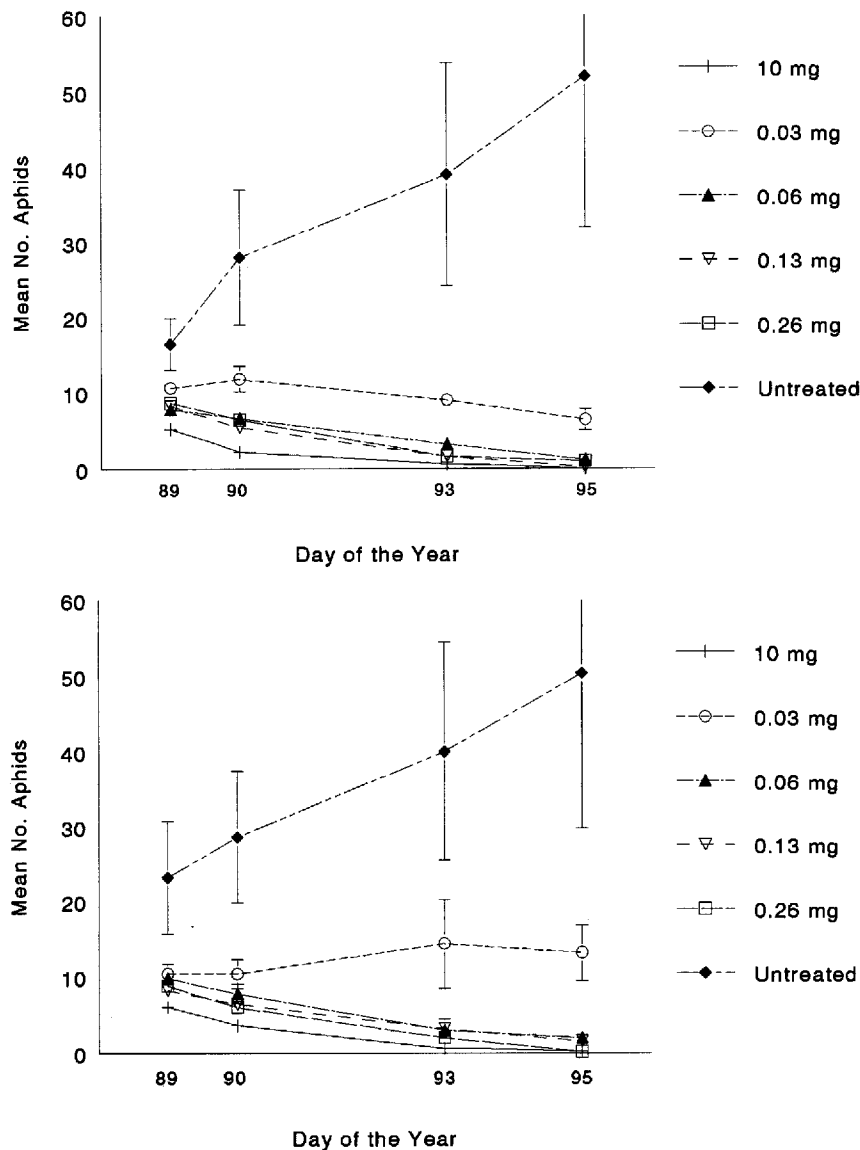 60
50
40
30
20
10
0
Mean No. Aphids
89 90 93 95
Day of the Year
10 mg
0.03 mg
0.06 mg
0.13 mg
0.26 mg
Untreated
60
50
40
30
20
10
0
Mean No. Aphids
89 90 93 95
Day of the Year
10 mg
0.03 mg
0.06 mg
0.13 mg
0.26 mg
Untreated